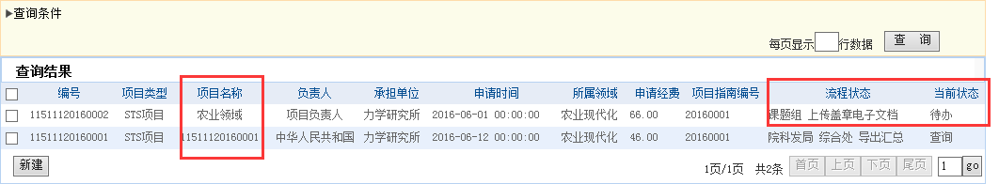 ▶查询条件
每页显示 行数据 查 询
查询结果
编号 项目类型 项目名称 负责人 承担单位 申请时间 所属领域 申请经费 项目指南编号 流程状态 当前状态
11511120160002 STS项目 农业领域 项目负责人 力学研究所 2016-06-01 00:00:00 农业现代化 66.00 20160001 课题组 上传盖章电子文档 待办
11511120160001 STS项目 11511120160001 中华人民共和国 力学研究所 2016-06-12 00:00:00 农业现代化 46.00 20160001 院科发局 综合处 导出汇总 查询
新建 1页/1页 共2条 首页 上页 下页 尾页 1 go